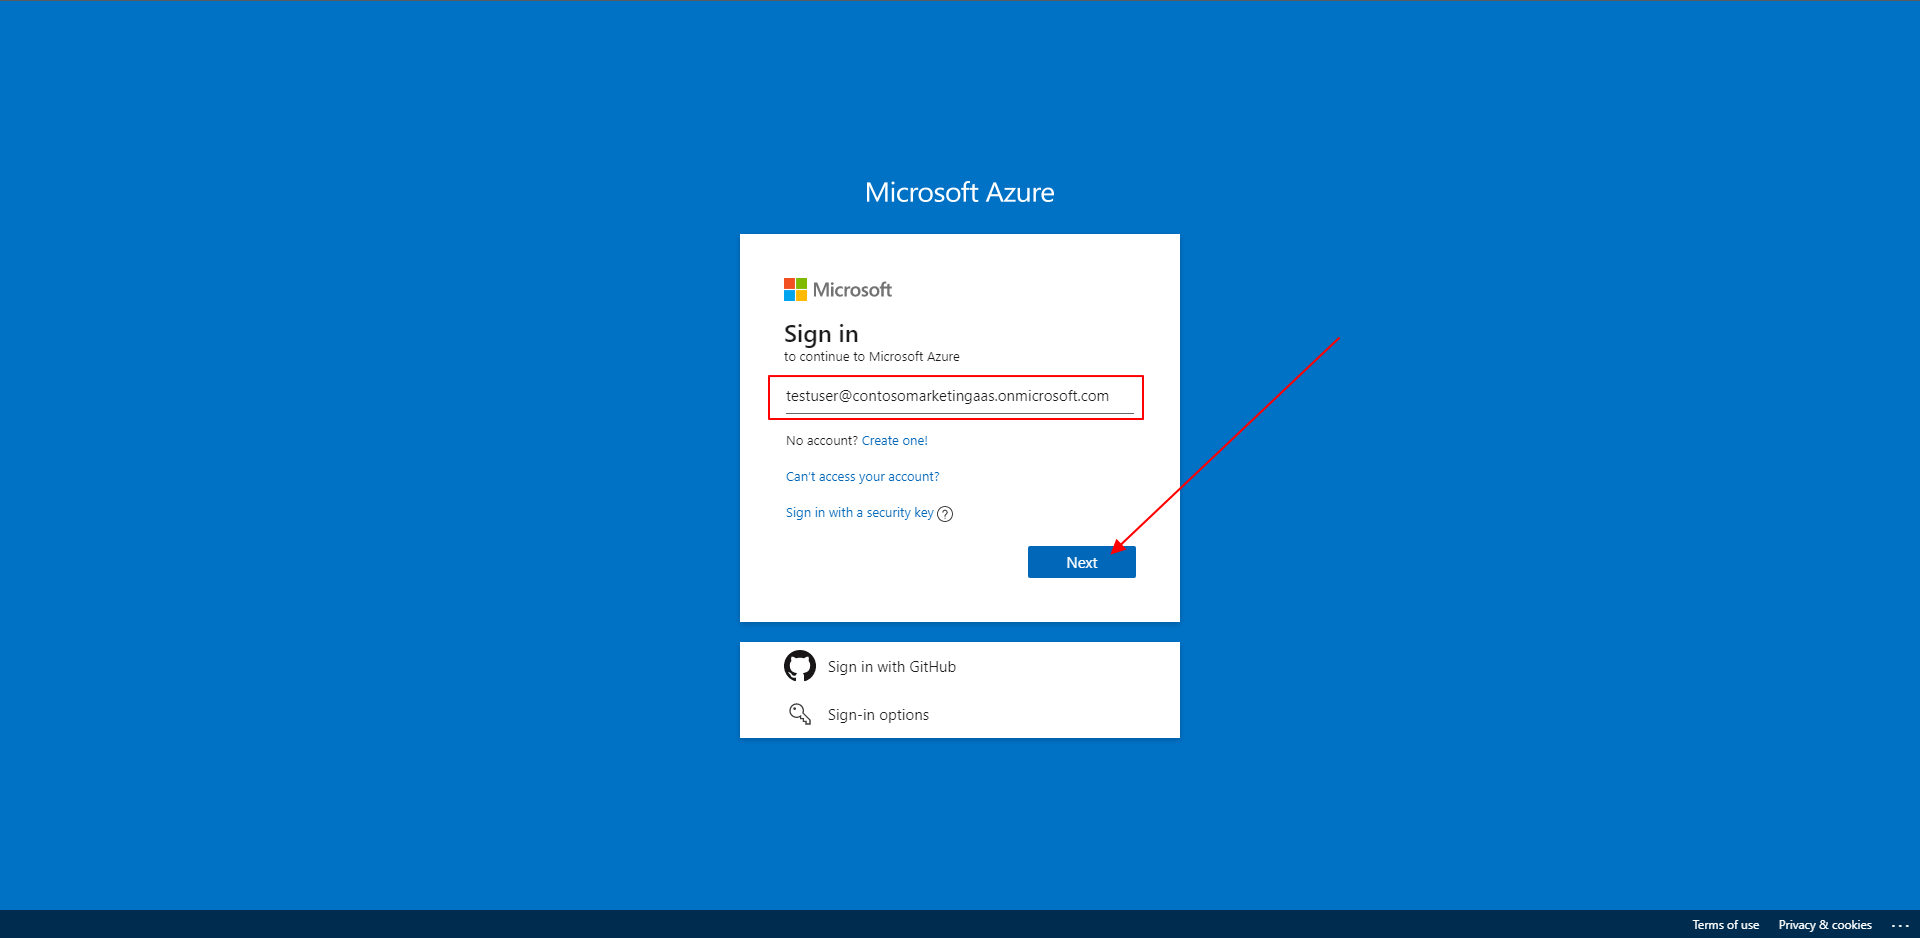 Microsoft Azure
Microsoft
Sign in
to continue to Microsoft Azure
testuser@contosomarketingaas.onmicrosoft.com
No account? Create one!
Can't access your account?
Sign in with a security key ?
Next
Sign in with GitHub
Sign-in options
Terms of use Privacy & cookies ...